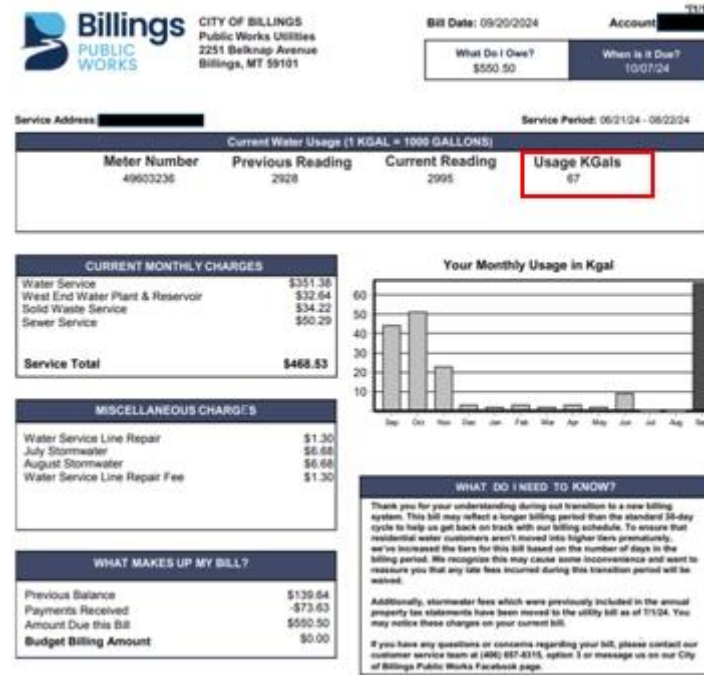 Billings
PUBLIC
WORKS
CITY OF BILLINGS
Public Works Utilities
2251 Belknap Avenue
Billings, MT 59101
Bill Date: 09/20/2024
Account
What Do I Owe?
$550.50
When is it Due?
10/07/24
Service Address
Service Period: 06/21/24 - 08/22/24
Current Water Usage (1 KGAL = 1000 GALLONS)
Meter Number Previous Reading Current Reading Usage KGals
49603236 2928 2995 67
CURRENT MONTHLY CHARGES
Water Service $351.38
West End Water Plant & Reservoir $32.64
Solid Waste Service $34.22
Sewer Service $50.29
Service Total $468.53
Your Monthly Usage in Kgal
60
50
40
30
20
10
Sep Oct Nov Dec Jan Feb Mar Apr May Jun Jul Aug Se
MISCELLANEOUS CHARGES
Water Service Line Repair $1.30
July Stormwater $6.68
August Stormwater $6.68
Water Service Line Repair Fee $1.30
WHAT DO I NEED TO KNOW?
Thank you for your understanding during out transition to a new billing
system. This bill may reflect a longer billing period than the standard 30-day
cycle to help us get back on track with our billing schedule. To ensure that
residential water customers aren't moved into higher tiers prematurely,
we've increased the tiers for this bill based on the number of days in the
billing period. We recognize this may cause some inconvenience and want to
reassure you that any late fees incurred during this transition period will be
waived.
Additionally, stormwater fees which were previously included in the annual
property tax statements have been moved to the utility bill as of 7/1/24. You
may notice these charges on your current bill.
If you have any questions or concerns regarding your bill, please contact our
customer service team at (406) 657-8315, option 3 or message us on our City
of Billings Public Works Facebook page.
WHAT MAKES UP MY BILL?
Previous Balance $139.64
Payments Received -$73.63
Amount Due this Bill $550.50
Budget Billing Amount $0.00